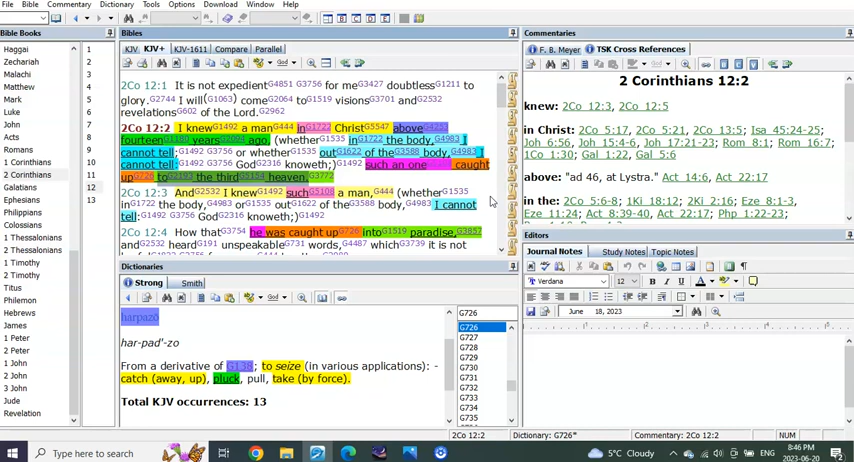 File Bible Commentary Dictionary Tools Options Download Window Help
Bible Books
Haggai
Zechariah
Malachi
Matthew
Mark
Luke
John
Acts
Romans
1 Corinthians
2 Corinthians
Galatians
Ephesians
Philippians
Colossians
1 Thessalonians
2 Thessalonians
1 Timothy
2 Timothy
Titus
Philemon
Hebrews
James
1 Peter
2 Peter
1 John
2 John
3 John
Jude
Revelation
1
2
3
4
5
6
7
8
9
10
11
12
13
Bibles
KJV KJV+ KJV-1611 Compare Parallel
2Co 12:1 It is not expedient G4851 G3756 for me G3427 doubtless G1211 to
glory. G2744 I will (G1063) come G2064 to G1519 visions G3701 and G2532
revelations G602 of the Lord. G2962
2Co 12:2 I knew G1492 a man G444 in G1722 Christ G5547 above G4253
fourteen G1180 years G2094 ago, (whether G1535 in G1722 the body, G4983 I
cannot tell; G1492 G3756 or whether G1535 out G1622 of the G3588 body, G4983 I
cannot tell: G1492 G3756 God G2316 knoweth;) G1492 such an one caught
up G726 to G2193 the third G5154 heaven. G3772
2Co 12:3 And G2532 I knew G1492 such G5108 a man, G444 (whether G1535
in G1722 the body, G4983 or G1535 out G1622 of the G3588 body, G4983 I cannot
tell: G1492 G3756 God G2316 knoweth;) G1492
2Co 12:4 How that G3754 he was caught up G726 into G1519 paradise, G3857
and G2532 heard G191 unspeakable G731 words, G4487 which G3739 it is not
Dictionaries
Strong Smith
harpazō
har-pad'-zo
From a derivative of G138; to seize (in various applications): -
catch (away, up), pluck, pull, take (by force).
Total KJV occurrences: 13
G726
G726
G727
G728
G729
G730
G731
G732
G733
G734
G735
Commentaries
F. B. Meyer TSK Cross References
2 Corinthians 12:2
knew: 2Co 12:3, 2Co 12:5
in Christ: 2Co 5:17, 2Co 5:21, 2Co 13:5, Isa 45:24-25;
Joh 6:56, Joh 15:4-6, Joh 17:21-23, Rom 8:1, Rom 16:7;
1Co 1:30; Gal 1:22, Gal 5:6
above: "ad 46, at Lystra." Act 14:6, Act 22:17
in the: 2Co 5:6-8; 1Ki 18:12; 2Ki 2:16; Eze 8:1-3,
Eze 11:24; Act 8:39-40, Act 22:17; Php 1:22-23;
Editors
Journal Notes Study Notes Topic Notes
Verdana 12 B I U A
June 18, 2023
1 2 3 4 5
2Co 12:2 Dictionary: G726* Commentary: 2Co 12:2 NUM
Type here to search
5°C Cloudy
ENG
8:46 PM
2023-06-20
2